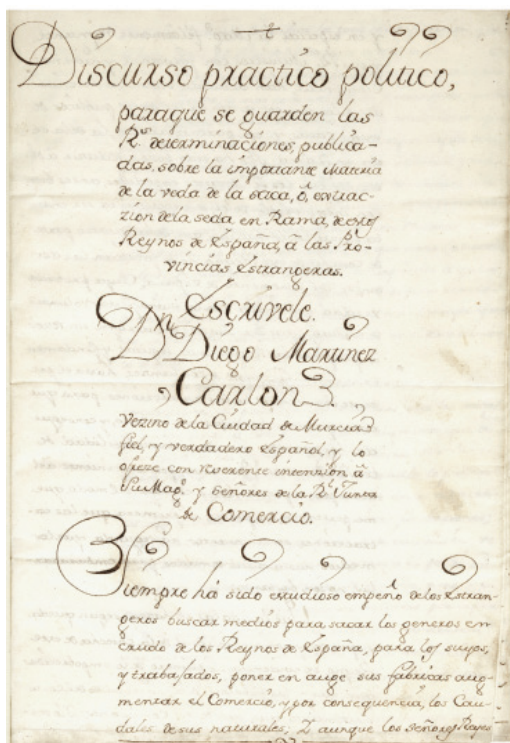 Discurso practico politico,
paraque se guarden las
R.s determinaciones, publica-
das, sobre la importante Materia
de la veda de la saca, ô, extrac-
zion de la seda en Rama, de estos
Reynos de España, â las Pro-
vincias Estrangeras.
Escrivele.
Dn Diego Martinez
Carlon
Vezino de la Ciudad de Murcia
fiel, y verdadero Español, y lo
ofreze con reverente intenzion â
Su Mag.d y Señores de la R.l Junta
de Comercio.
Siempre hâ sido estudioso empeño de los Estran-
geros buscar medios para sacar los generos en
crudo de los Reynos de España, para los suyos,
y trabajados, poner en auge sus fabricas aug-
mentar el Comercio, y por consequencia, los Cau-
dales de sus naturales; Y aunque los señores Reyes